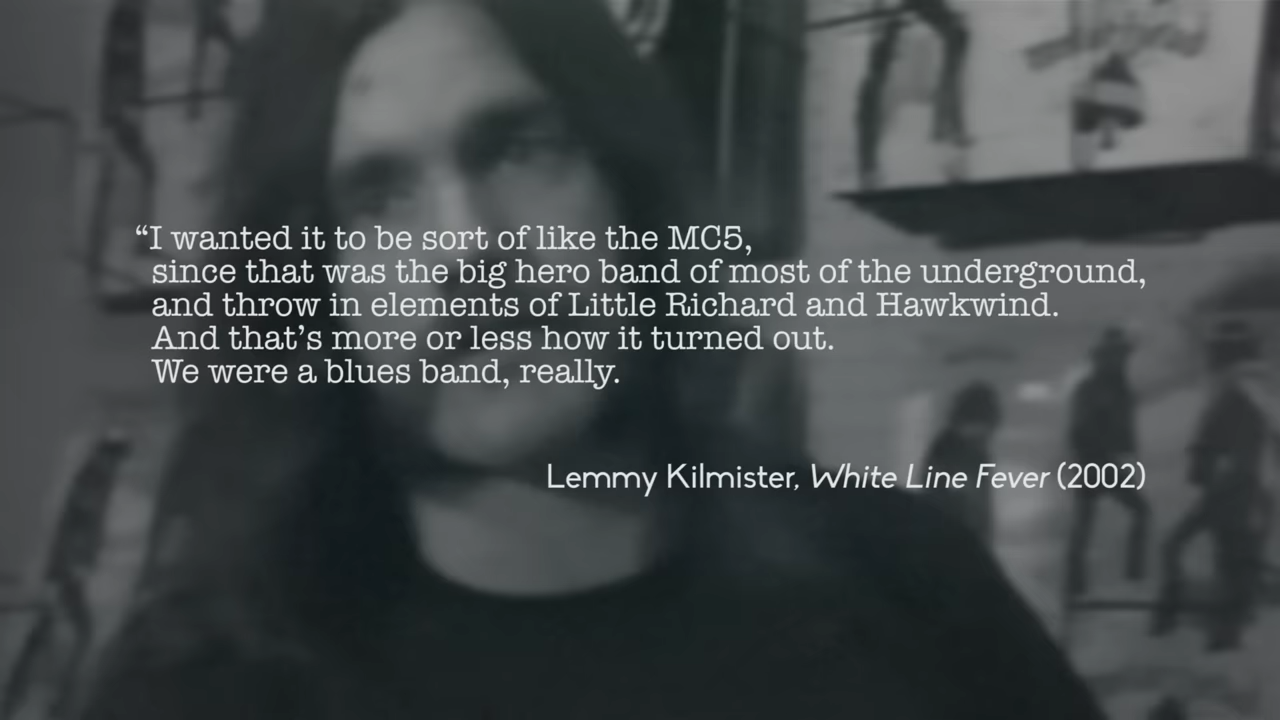 “I wanted it to be sort of like the MC5,
since that was the big hero band of most of the underground,
and throw in elements of Little Richard and Hawkwind.
And that’s more or less how it turned out.
We were a blues band, really.
Lemmy Kilmister, White Line Fever (2002)